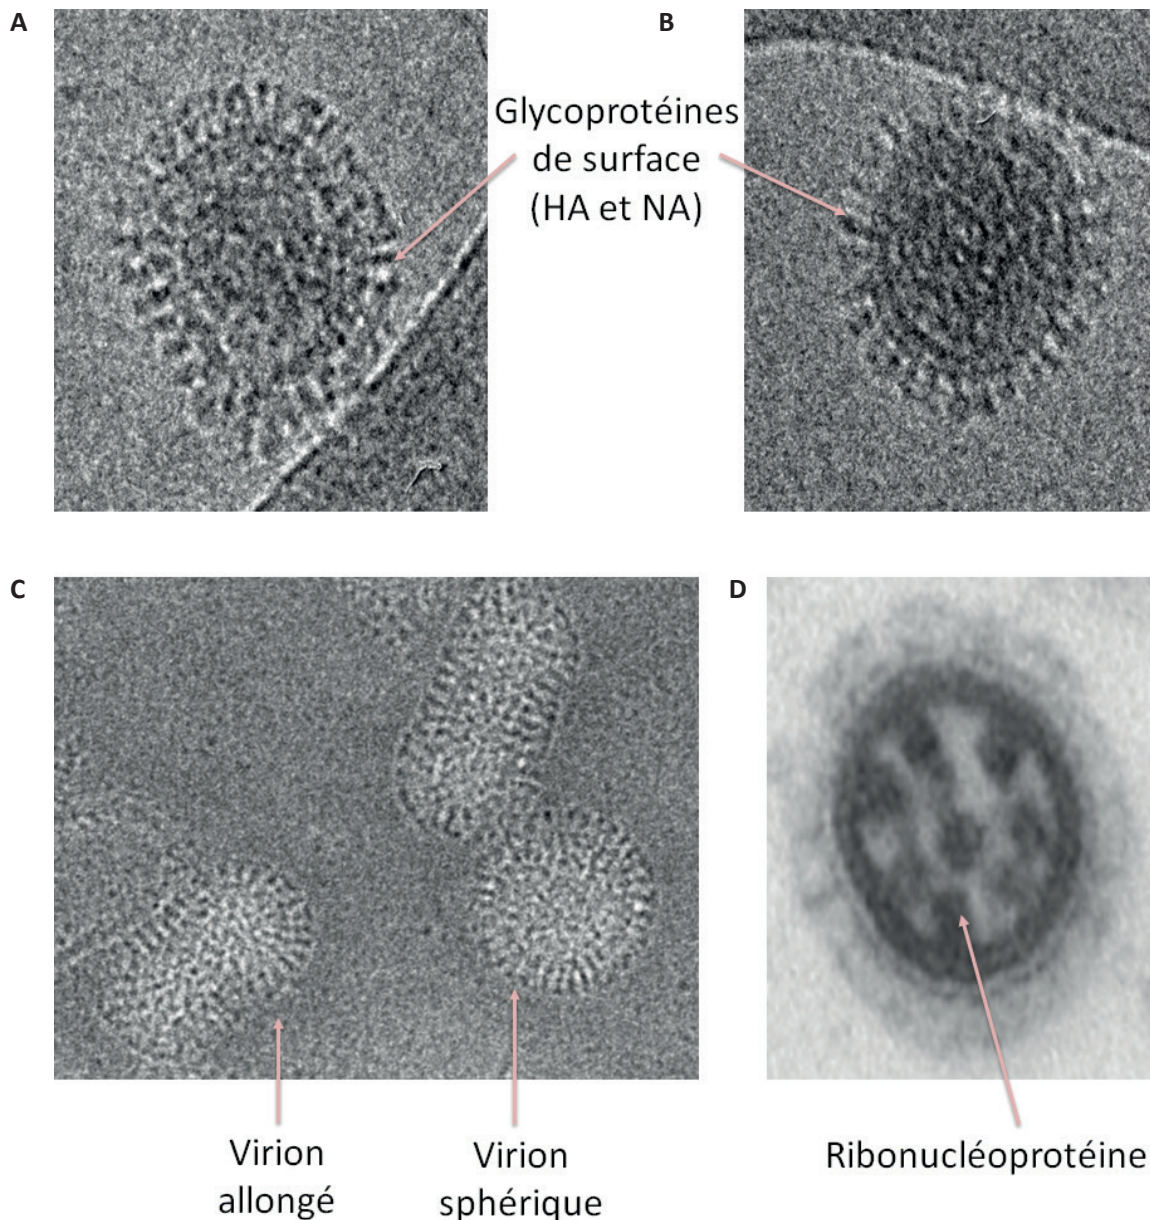 A
B
Glycoprotéines
de surface
(HA et NA)
C
D
Virion
allongé
Virion
sphérique
Ribonucléoprotéine